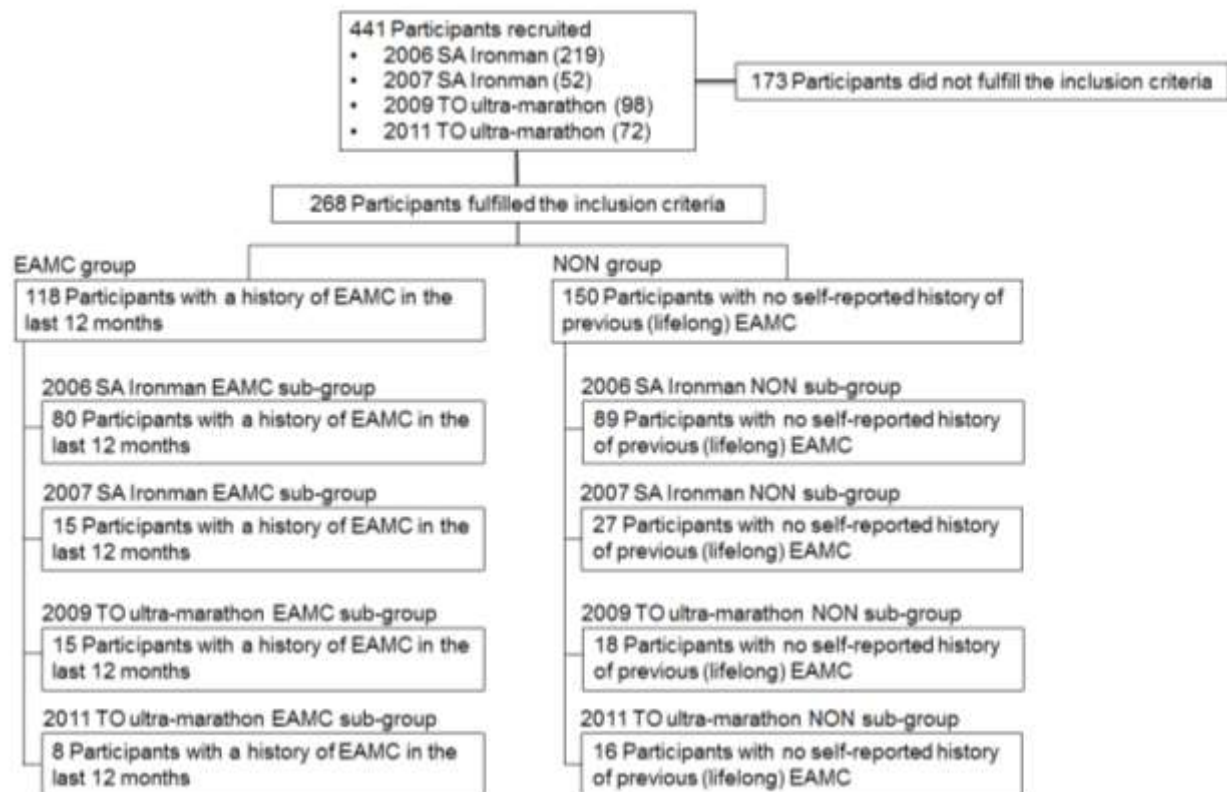 441 Participants recruited
• 2006 SA Ironman (219)
• 2007 SA Ironman (52)
• 2009 TO ultra-marathon (98)
• 2011 TO ultra-marathon (72)
173 Participants did not fulfill the inclusion criteria
268 Participants fulfilled the inclusion criteria
EAMC group
118 Participants with a history of EAMC in the
last 12 months
2006 SA Ironman EAMC sub-group
80 Participants with a history of EAMC in the
last 12 months
2007 SA Ironman EAMC sub-group
15 Participants with a history of EAMC in the
last 12 months
2009 TO ultra-marathon EAMC sub-group
15 Participants with a history of EAMC in the
last 12 months
2011 TO ultra-marathon EAMC sub-group
8 Participants with a history of EAMC in the
last 12 months
NON group
150 Participants with no self-reported history of
previous (lifelong) EAMC
2006 SA Ironman NON sub-group
89 Participants with no self-reported history
of previous (lifelong) EAMC
2007 SA Ironman NON sub-group
27 Participants with no self-reported history
of previous (lifelong) EAMC
2009 TO ultra-marathon NON sub-group
18 Participants with no self-reported history
of previous (lifelong) EAMC
2011 TO ultra-marathon NON sub-group
16 Participants with no self-reported history
of previous (lifelong) EAMC